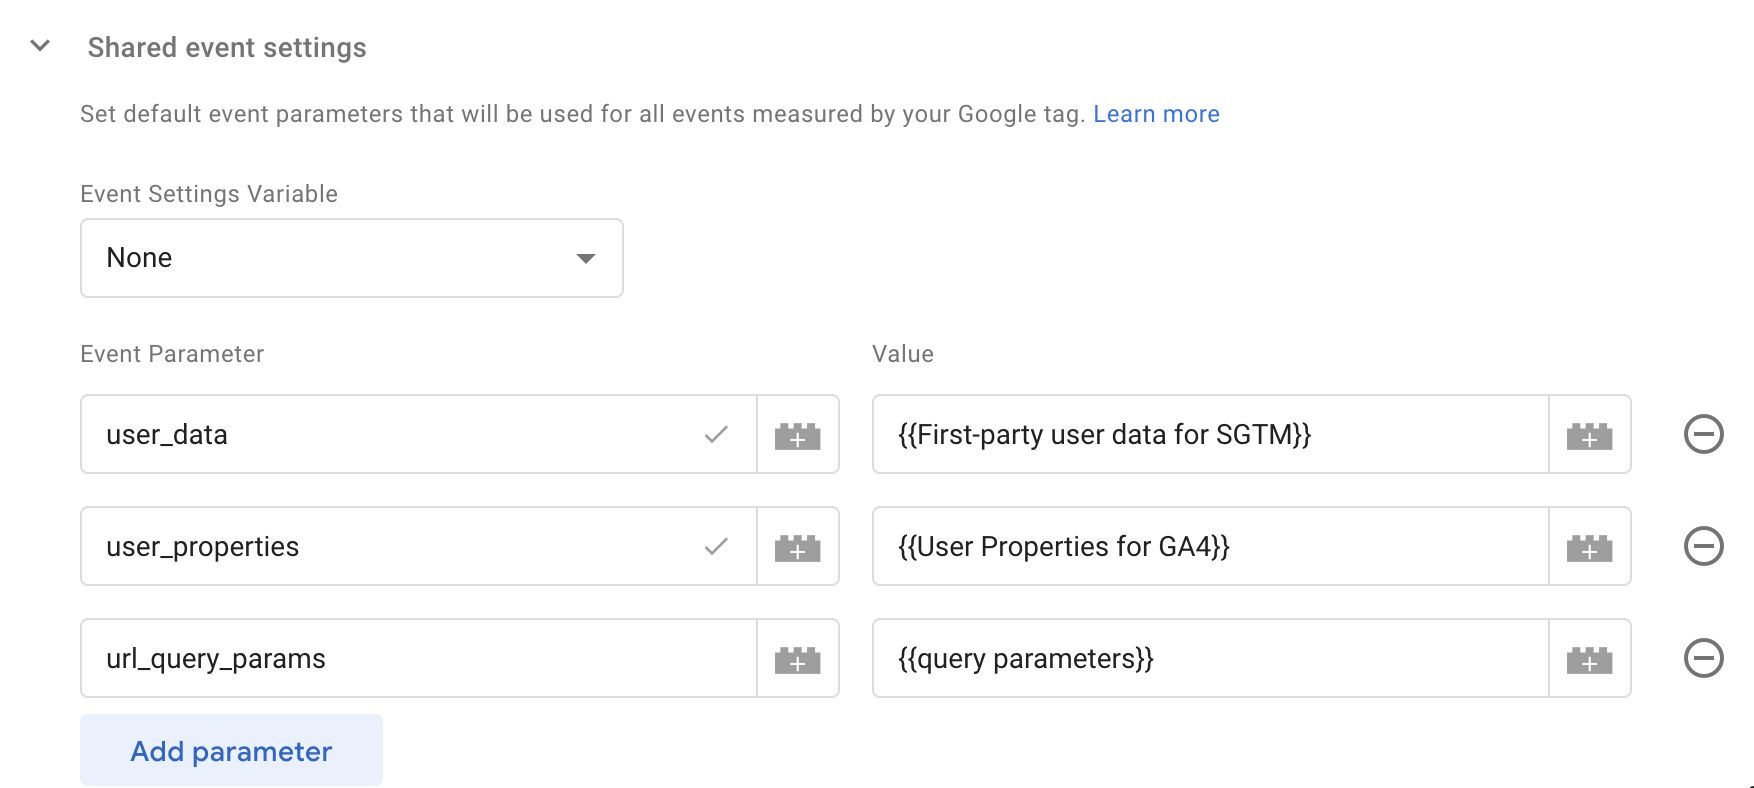 Shared event settings
Set default event parameters that will be used for all events measured by your Google tag. Learn more
Event Settings Variable
None
Event Parameter Value
user_data {{First-party user data for SGTM}}
user_properties {{User Properties for GA4}}
url_query_params {{query parameters}}
Add parameter